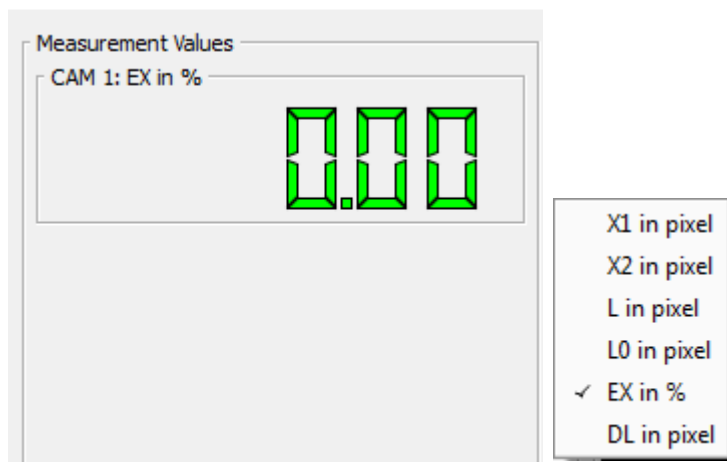 Measurement Values
CAM 1: EX in %
0.00
X1 in pixel
X2 in pixel
L in pixel
L0 in pixel
✓ EX in %
DL in pixel